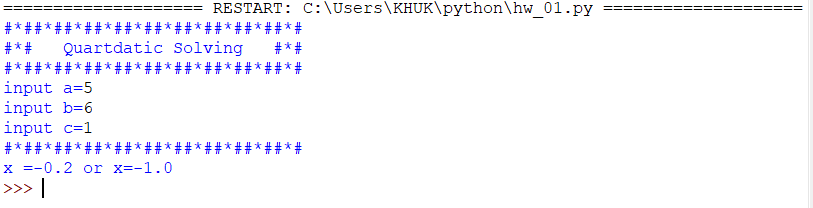 ==================== RESTART: C:\Users\KHUK\python\hw_01.py ====================
#*##*##*##*##*##*##*##*##*##*#
#*#   Quartdatic Solving   #*#
#*##*##*##*##*##*##*##*##*##*#
input a=5
input b=6
input c=1
#*##*##*##*##*##*##*##*##*##*#
x =-0.2 or x=-1.0
>>>